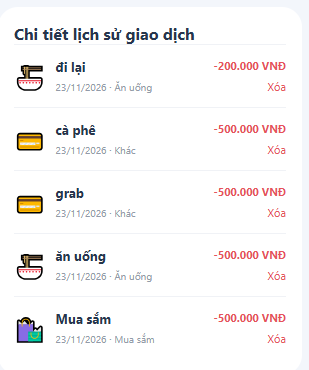 Chi tiết lịch sử giao dịch
đi lại
-200.000 VNĐ
23/11/2026 · Ăn uống
Xóa
cà phê
-500.000 VNĐ
23/11/2026 · Khác
Xóa
grab
-500.000 VNĐ
23/11/2026 · Khác
Xóa
ăn uống
-500.000 VNĐ
23/11/2026 · Ăn uống
Xóa
Mua sắm
-500.000 VNĐ
23/11/2026 · Mua sắm
Xóa